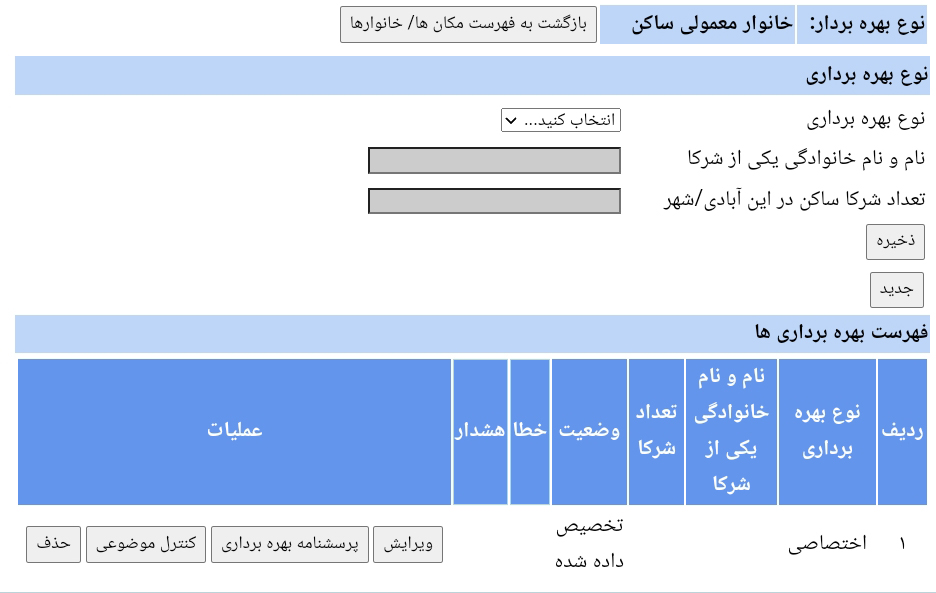 نوع بهره بردار: خانوار معمولی ساکن بازگشت به فهرست مکان ها/ خانوارها
نوع بهره برداری
نوع بهره برداری انتخاب کنید...
نام و نام خانوادگی یکی از شرکا
تعداد شرکا ساکن در این آبادی/شهر
ذخیره
جدید
فهرست بهره برداری ها
ردیف
نوع بهره
برداری
نام و نام
خانوادگی
یکی از
شرکا
تعداد
شرکا
وضعیت
خطا
هشدار
عملیات
۱
اختصاصی
تخصیص
داده شده
ویرایش پرسشنامه بهره برداری کنترل موضوعی حذف